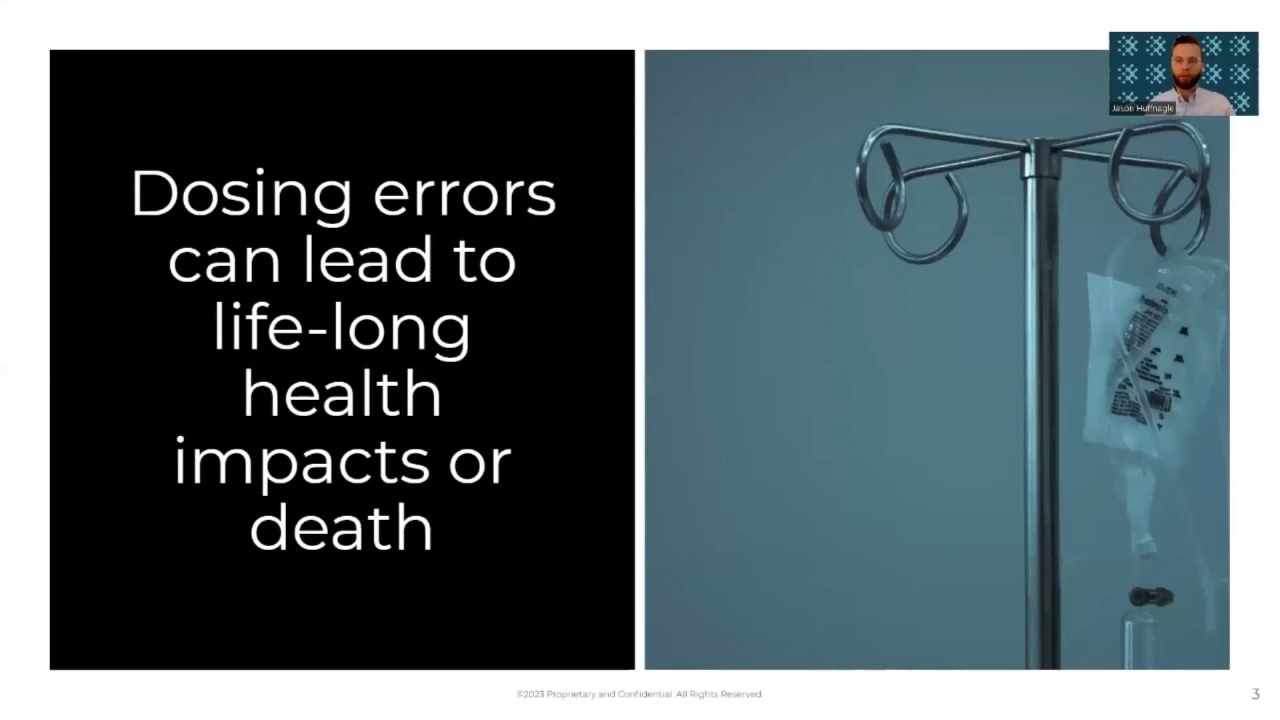 Dosing errors
can lead to
life-long
health
impacts or
death
Jason Huffnagle
©2023 Proprietary and Confidential. All Rights Reserved.
3